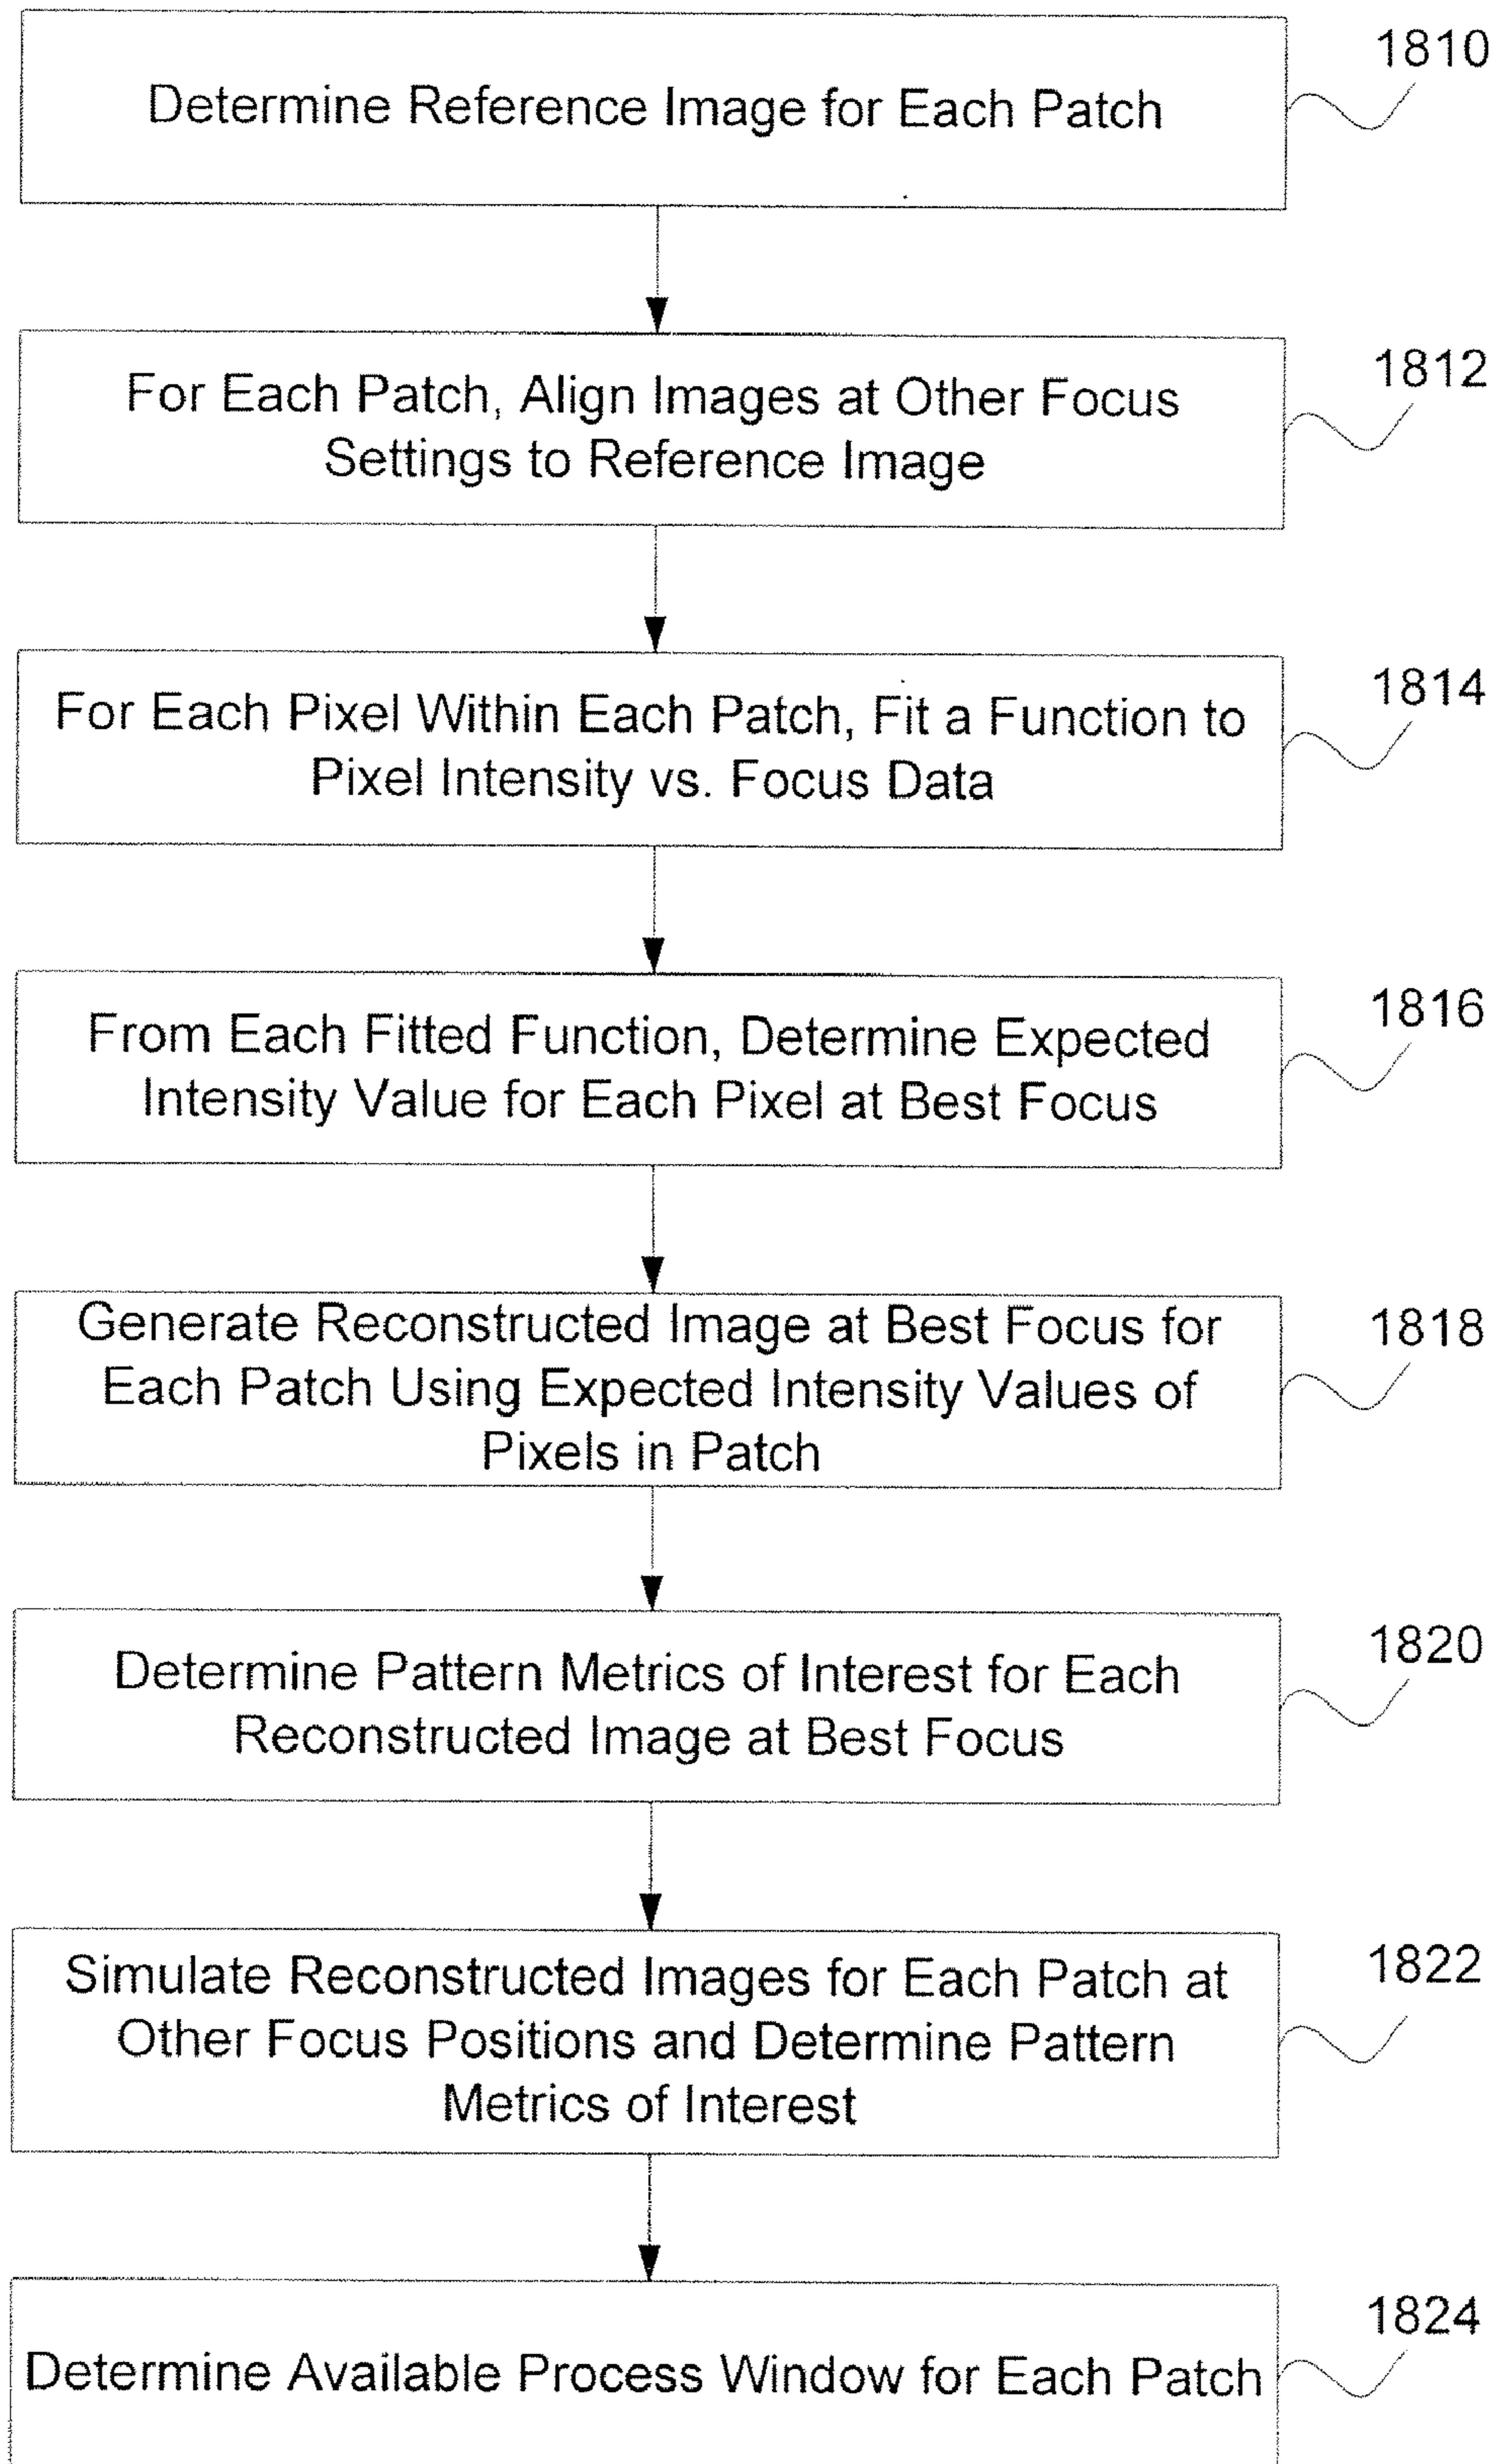 1810
Determine Reference Image for Each Patch
1812
For Each Patch, Align Images at Other Focus
Settings to Reference Image
1814
For Each Pixel Within Each Patch, Fit a Function to
Pixel Intensity vs. Focus Data
1816
From Each Fitted Function, Determine Expected
Intensity Value for Each Pixel at Best Focus
1818
Generate Reconstructed Image at Best Focus for
Each Patch Using Expected Intensity Values of
Pixels in Patch
1820
Determine Pattern Metrics of Interest for Each
Reconstructed Image at Best Focus
1822
Simulate Reconstructed Images for Each Patch at
Other Focus Positions and Determine Pattern
Metrics of Interest
1824
Determine Available Process Window for Each Patch